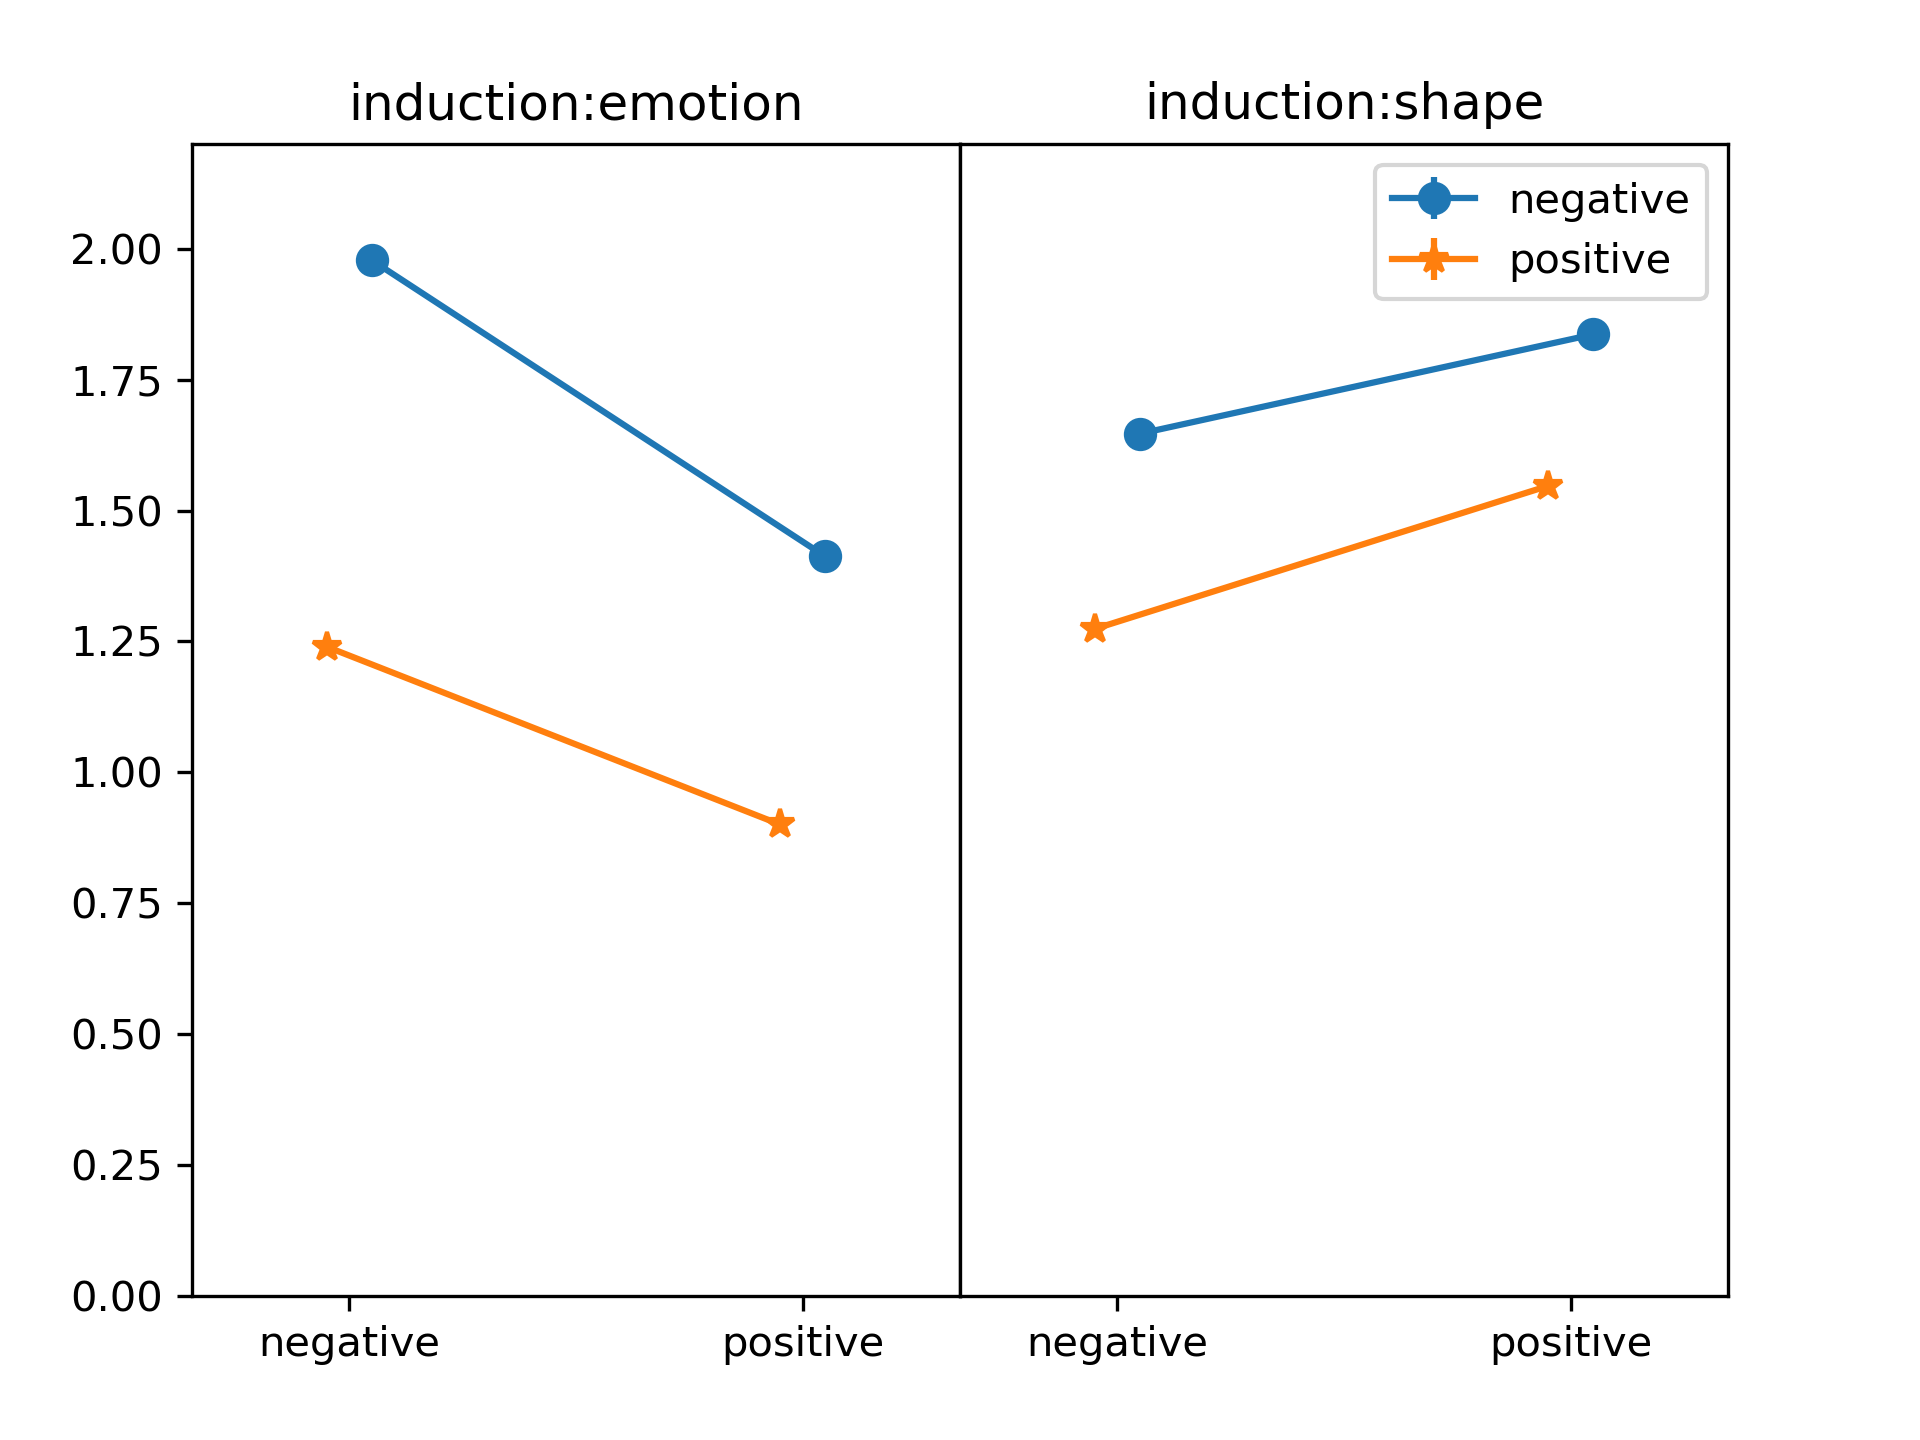 induction:emotion
induction:shape
negative
positive
2.00
1.75
1.50
1.25
1.00
0.75
0.50
0.25
0.00
negative positive negative positive